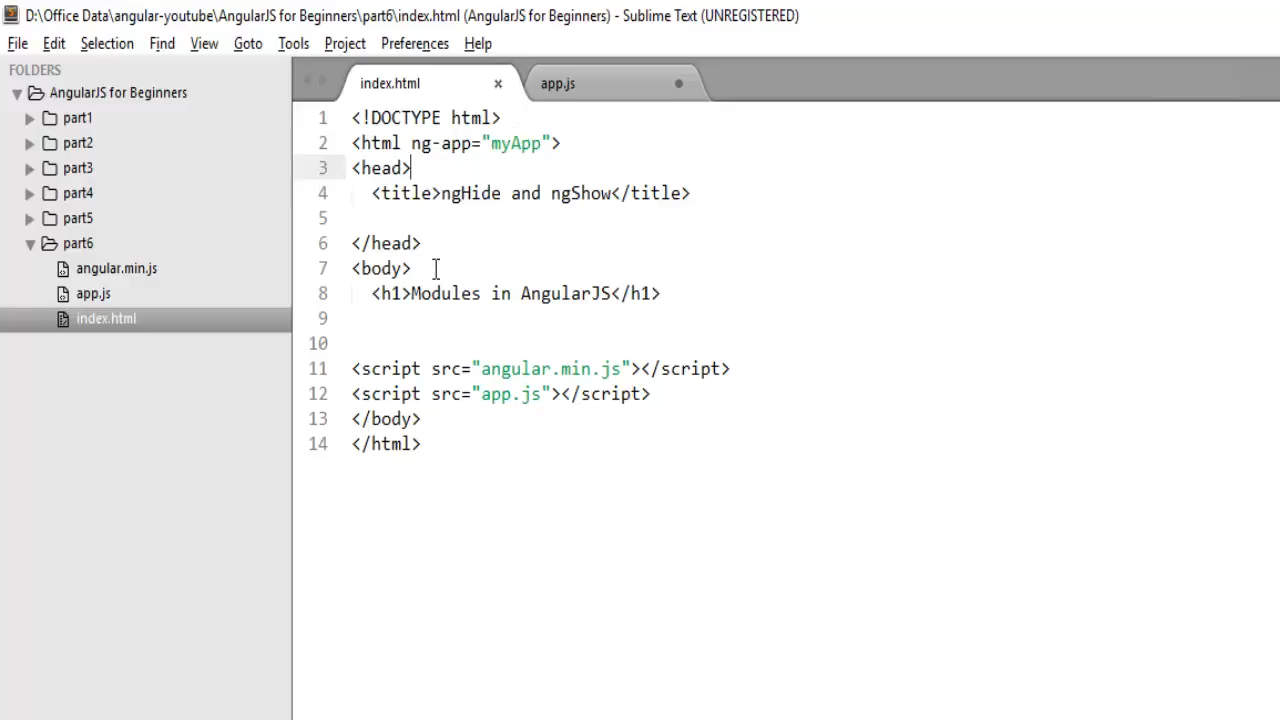 D:\Office Data\angular-youtube\AngularJS for Beginners\part6\index.html (AngularJS for Beginners) - Sublime Text (UNREGISTERED)
File Edit Selection Find View Goto Tools Project Preferences Help
FOLDERS
AngularJS for Beginners
part1
part2
part3
part4
part5
part6
angular.min.js
app.js
index.html
index.html × app.js
1 <!DOCTYPE html>
2 <html ng-app="myApp">
3 <head>
4 <title>ngHide and ngShow</title>
5
6 </head>
7 <body>
8 <h1>Modules in AngularJS</h1>
9
10
11 <script src="angular.min.js"></script>
12 <script src="app.js"></script>
13 </body>
14 </html>